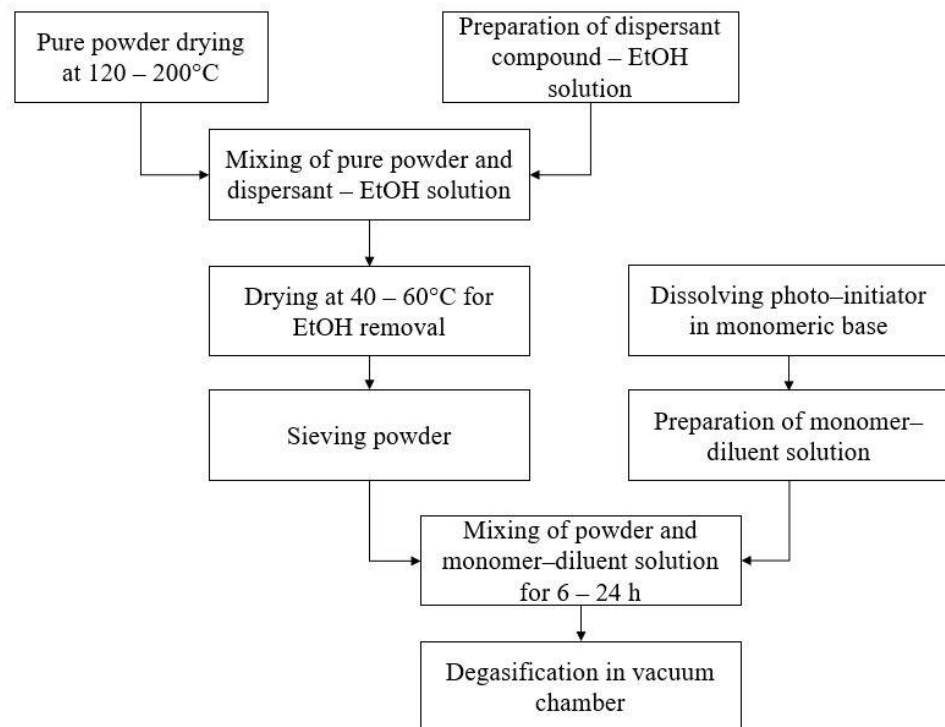 Pure powder drying
at 120 – 200°C
Preparation of dispersant
compound – EtOH
solution
Mixing of pure powder and
dispersant – EtOH solution
Drying at 40 – 60°C for
EtOH removal
Dissolving photo–initiator
in monomeric base
Sieving powder
Preparation of monomer–
diluent solution
Mixing of powder and
monomer–diluent solution
for 6 – 24 h
Degasification in vacuum
chamber